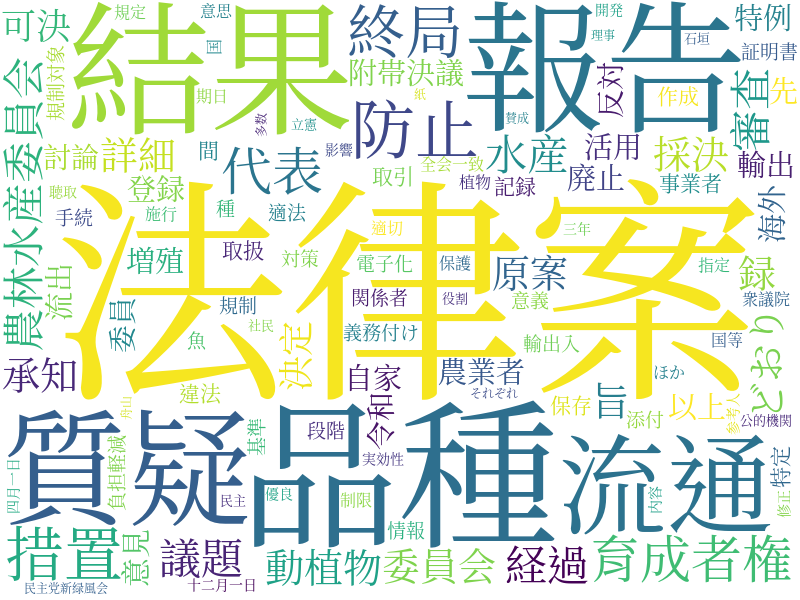 可決
規定
意思
国
結果
終局
報告
開発
理事
石垣
特例
証明書
規制対象
期日
紙
附帯決議
反対
作成
先
審査
農林水産委員会
討論
詳細
多数
立憲
防止
賛成
間
代表
影響
全会一致
水産
活用
採決
輸出
聴取
登録
取引
植物
記録
廃止
事業者
手続
施行
種
適法
海外
流出
増殖
取扱
対策
適切
電子化
保護
原案
三年
指定
録
法律案
委員
規制
関係者
役割
意義
衆議院
魚
社民
義務付け
輸出入
国等
どおり
承知
決定
違法
自家
農業者
ほか
それぞれ
旨
舟山
令和
保存
以上
参考人
基準
段階
添付
公的機関
質疑
品種
流通
実効性
特定
四月一日
負担軽減
民主
優良
制限
内容
修正
措置
意見
議題
情報
動植物
委員会
経過
育成者権
民主党新緑風会
十二月一日